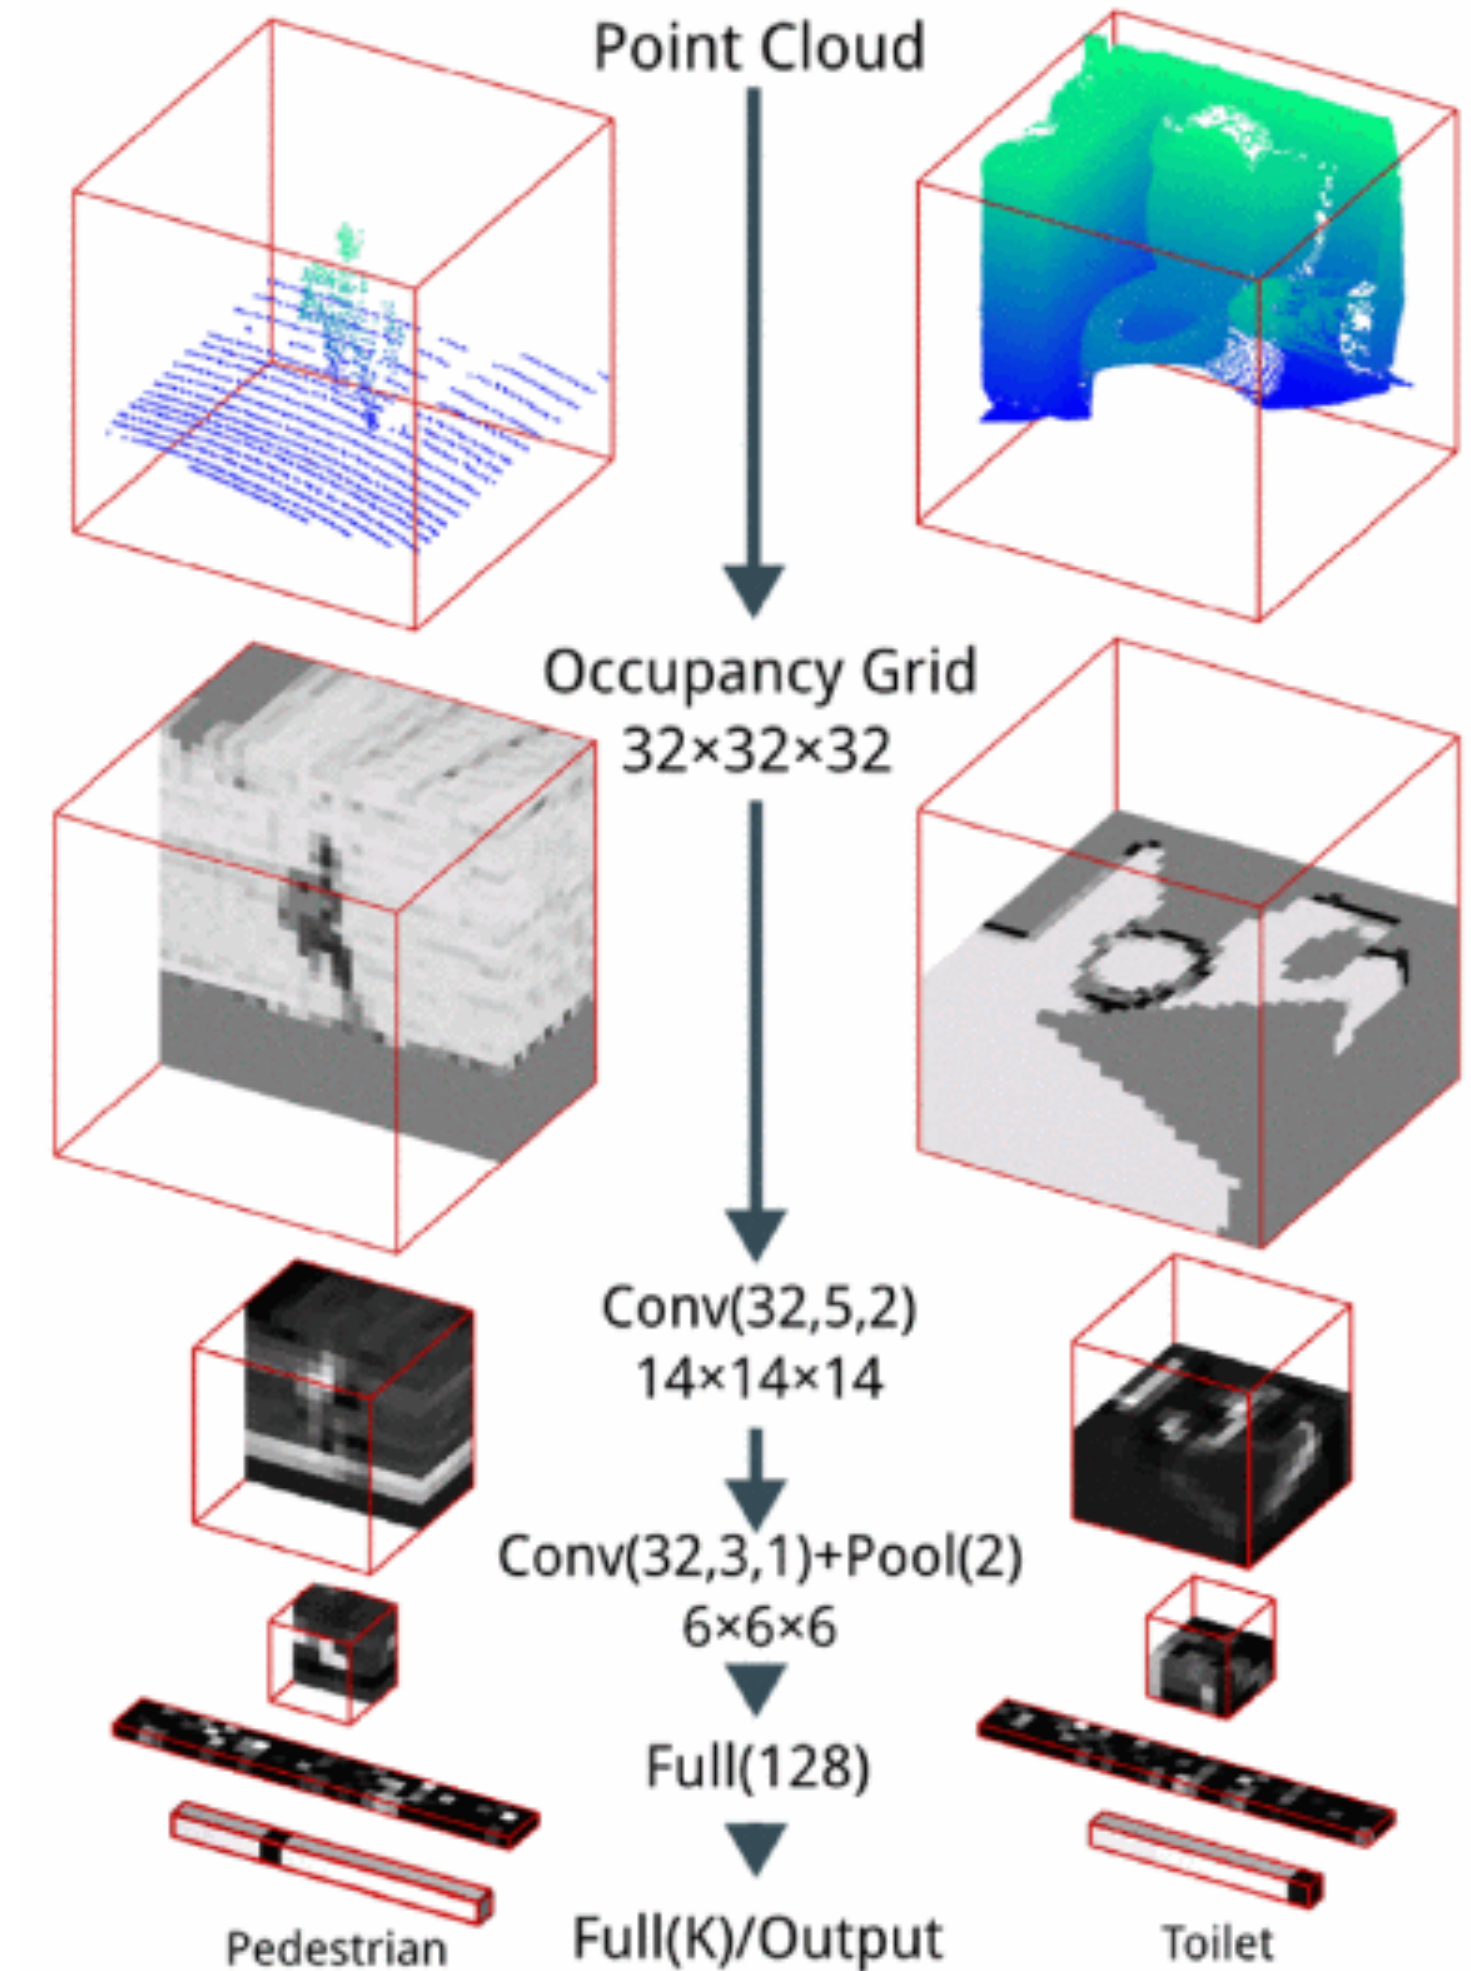 Point Cloud
Occupancy Grid
32×32×32
Conv(32,5,2)
14×14×14
Conv(32,3,1)+Pool(2)
6×6×6
Full(128)
Full(K)/Output
Pedestrian
Toilet